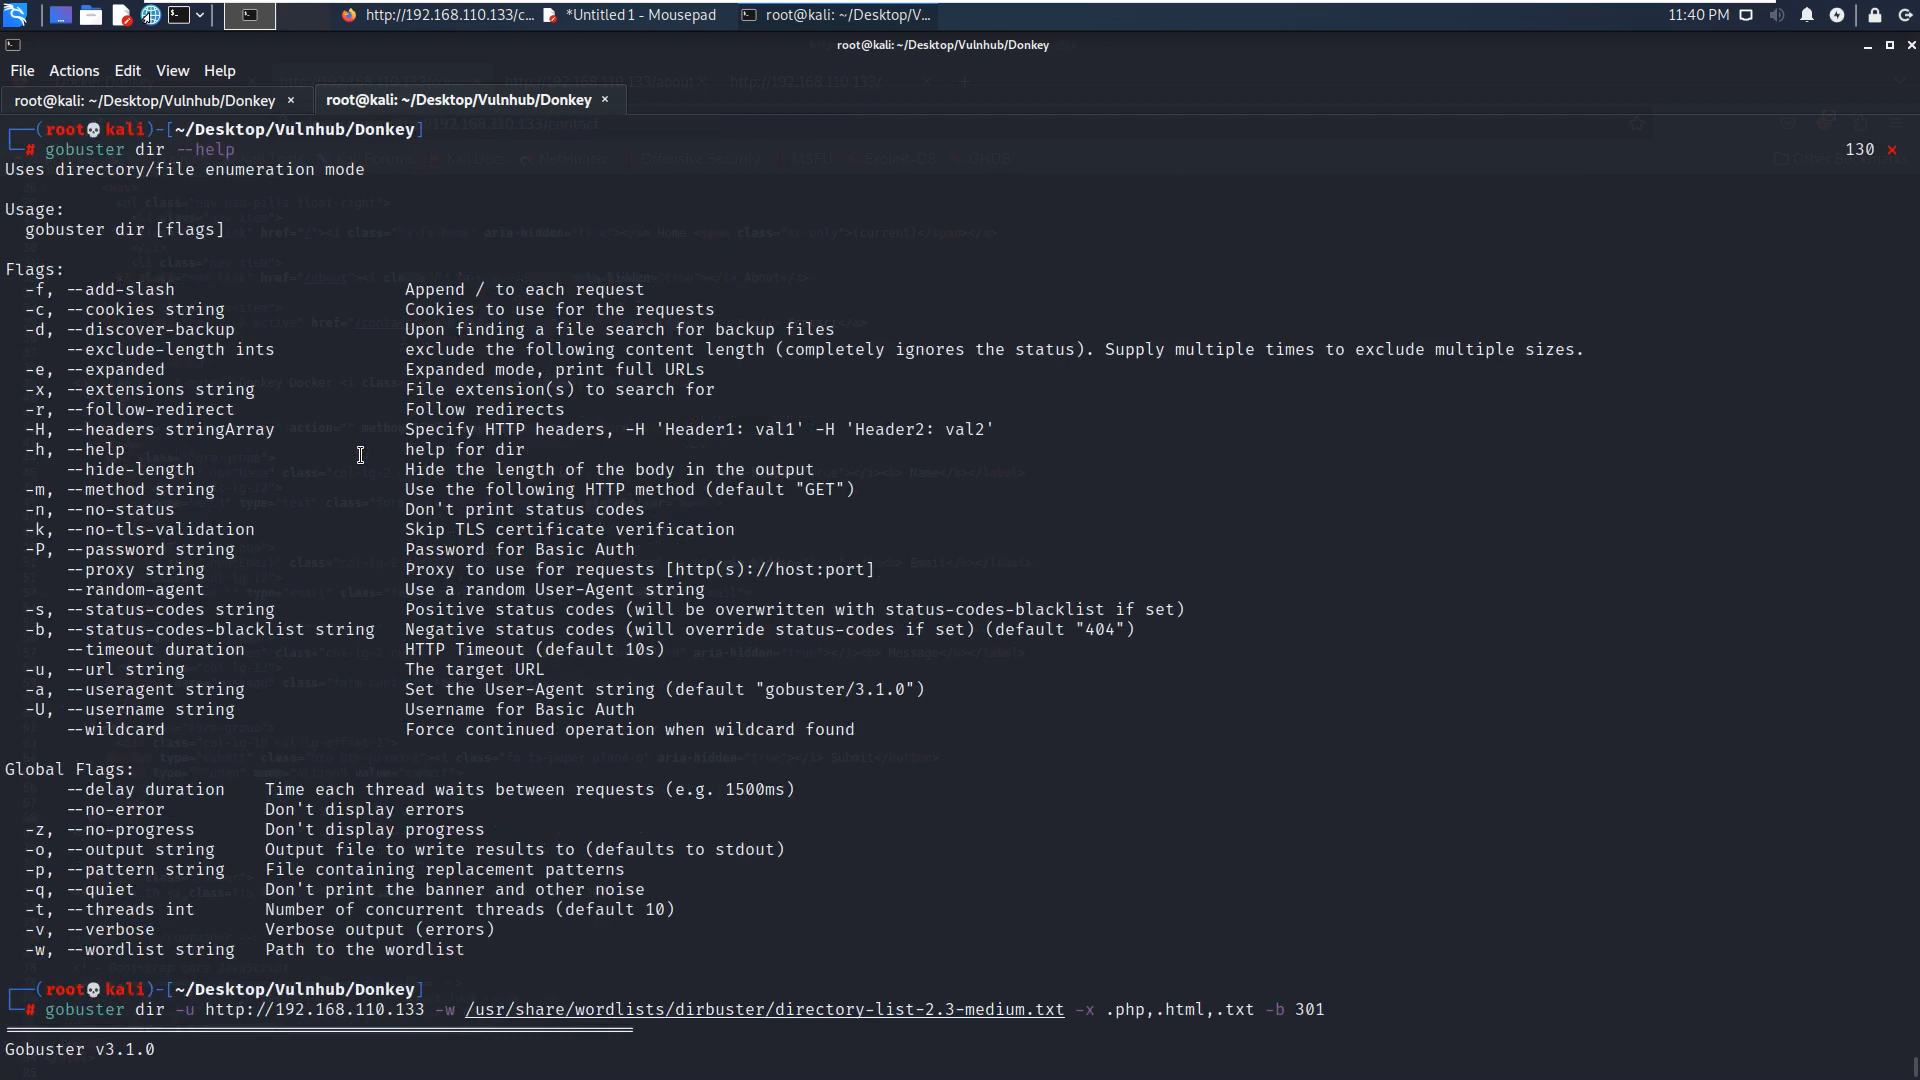 http://192.168.110.133/c... *Untitled 1 - Mousepad root@kali: ~/Desktop/V... 11:40 PM
root@kali: ~/Desktop/Vulnhub/Donkey
File Actions Edit View Help
root@kali: ~/Desktop/Vulnhub/Donkey × root@kali: ~/Desktop/Vulnhub/Donkey ×
┌──(root💀kali)-[~/Desktop/Vulnhub/Donkey]
└─# gobuster dir --help 130 ×
Uses directory/file enumeration mode
Usage:
gobuster dir [flags]
Flags:
-f, --add-slash Append / to each request
-c, --cookies string Cookies to use for the requests
-d, --discover-backup Upon finding a file search for backup files
--exclude-length ints exclude the following content length (completely ignores the status). Supply multiple times to exclude multiple sizes.
-e, --expanded Expanded mode, print full URLs
-x, --extensions string File extension(s) to search for
-r, --follow-redirect Follow redirects
-H, --headers stringArray Specify HTTP headers, -H 'Header1: val1' -H 'Header2: val2'
-h, --help help for dir
--hide-length Hide the length of the body in the output
-m, --method string Use the following HTTP method (default "GET")
-n, --no-status Don't print status codes
-k, --no-tls-validation Skip TLS certificate verification
-P, --password string Password for Basic Auth
--proxy string Proxy to use for requests [http(s)://host:port]
--random-agent Use a random User-Agent string
-s, --status-codes string Positive status codes (will be overwritten with status-codes-blacklist if set)
-b, --status-codes-blacklist string Negative status codes (will override status-codes if set) (default "404")
--timeout duration HTTP Timeout (default 10s)
-u, --url string The target URL
-a, --useragent string Set the User-Agent string (default "gobuster/3.1.0")
-U, --username string Username for Basic Auth
--wildcard Force continued operation when wildcard found
Global Flags:
--delay duration Time each thread waits between requests (e.g. 1500ms)
--no-error Don't display errors
-z, --no-progress Don't display progress
-o, --output string Output file to write results to (defaults to stdout)
-p, --pattern string File containing replacement patterns
-q, --quiet Don't print the banner and other noise
-t, --threads int Number of concurrent threads (default 10)
-v, --verbose Verbose output (errors)
-w, --wordlist string Path to the wordlist
┌──(root💀kali)-[~/Desktop/Vulnhub/Donkey]
└─# gobuster dir -u http://192.168.110.133 -w /usr/share/wordlists/dirbuster/directory-list-2.3-medium.txt -x .php,.html,.txt -b 301
===============================================================
Gobuster v3.1.0